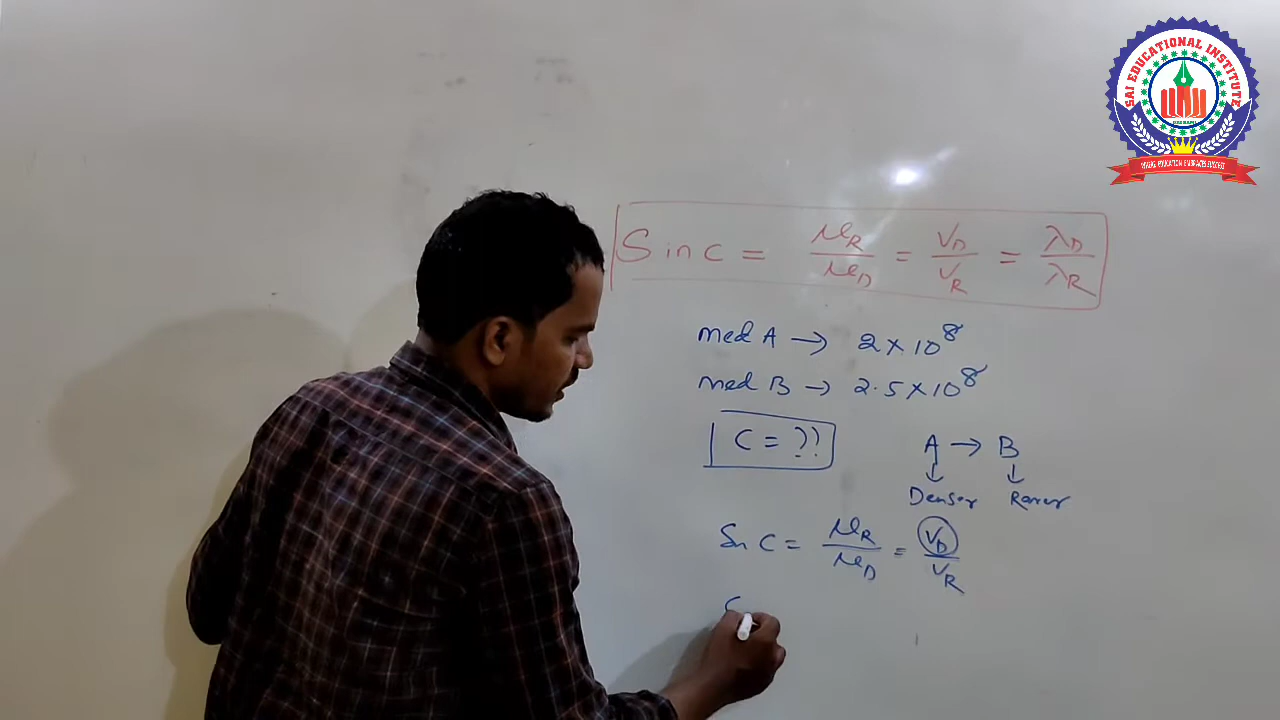 SAI EDUCATIONAL INSTITUTE
Sin C = μR/μD = VD/VR = λD/λR
med A → 2 × 10⁸
med B → 2.5 × 10⁸
C = ??
A → B
↓ ↓
Denser Rarer
Sin C = μR/μD = VD/VR